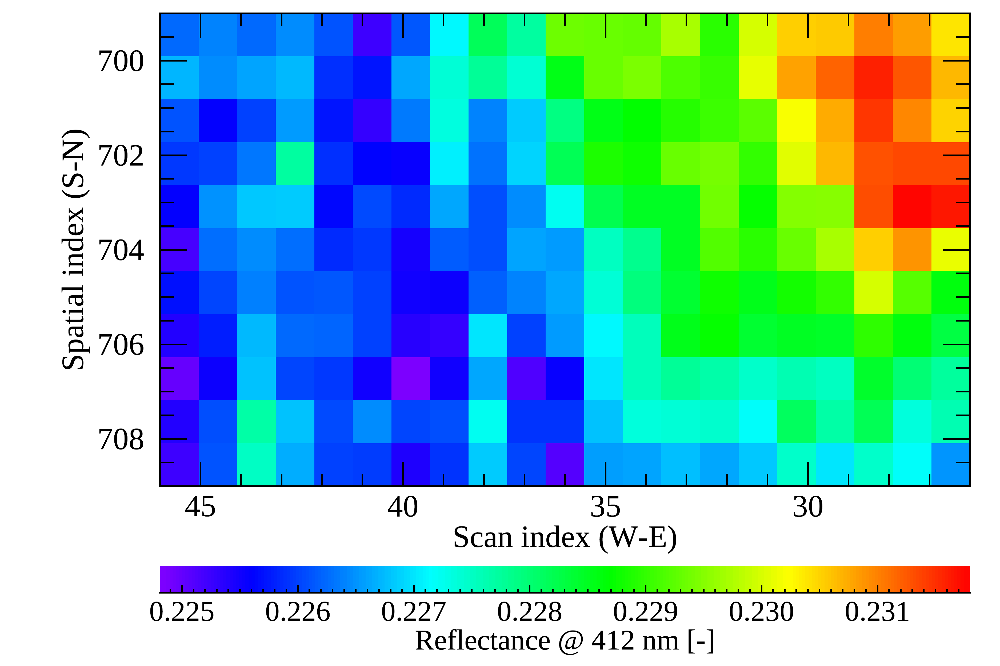 Spatial index (S-N)
700
702
704
706
708
45 40 35 30
Scan index (W-E)
0.225 0.226 0.227 0.228 0.229 0.230 0.231
Reflectance @ 412 nm [-]